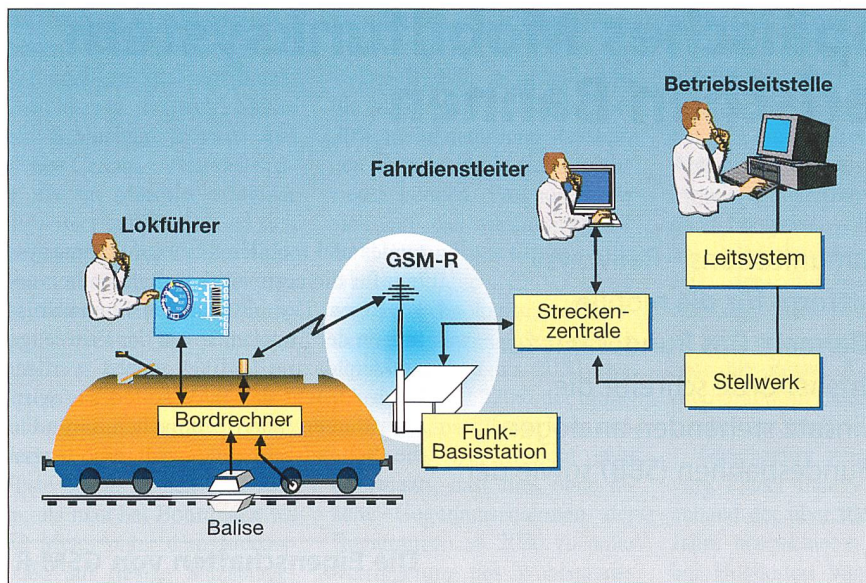 Betriebsleitstelle
Fahrdienstleiter
Lokführer
GSM-R
Leitsystem
Strecken-
zentrale
Stellwerk
Bordrechner
Funk-
Basisstation
Balise